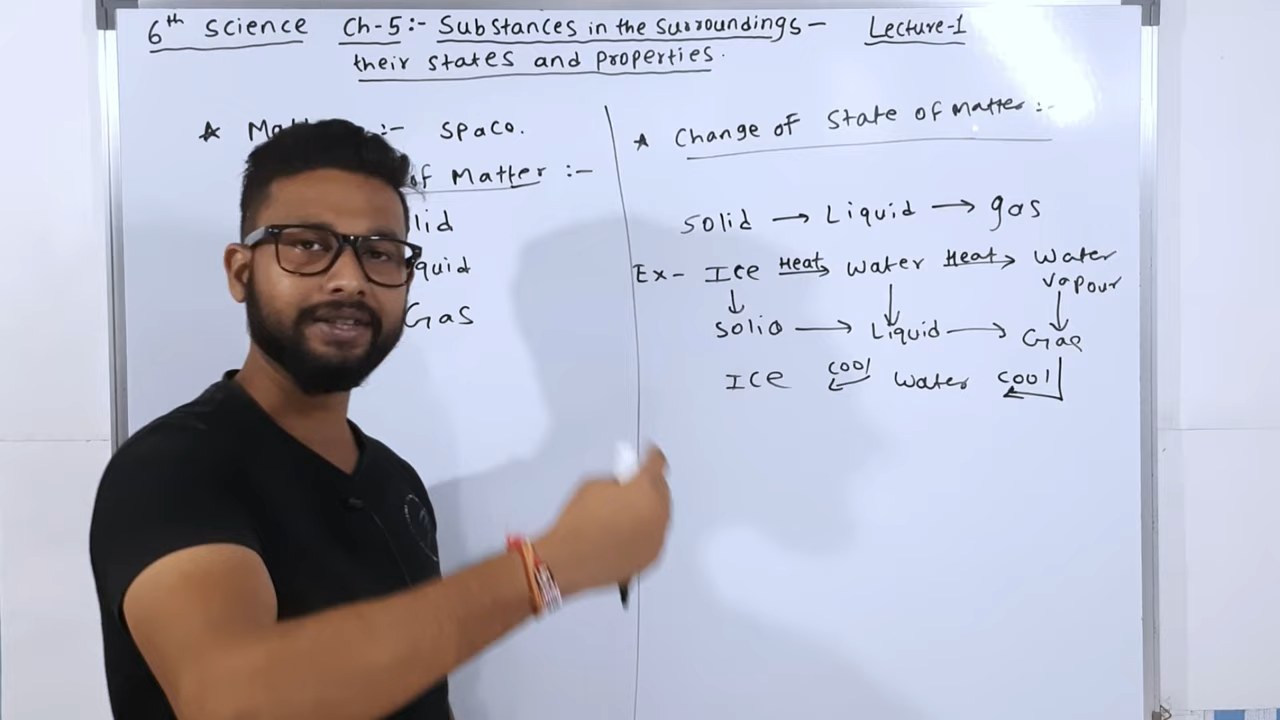 6th Science Ch-5:- Substances in the Surroundings - Lecture-1
their states and properties.
★ :- Space.
of Matter :-
lid
quid
Gas
★ Change of State of Matter :-
Solid → Liquid → gas
Ex- Ice Heat→ Water Heat→ Water
vapour
↓ ↓ ↓
Solid → Liquid → Gas
Ice cool← Water cool←